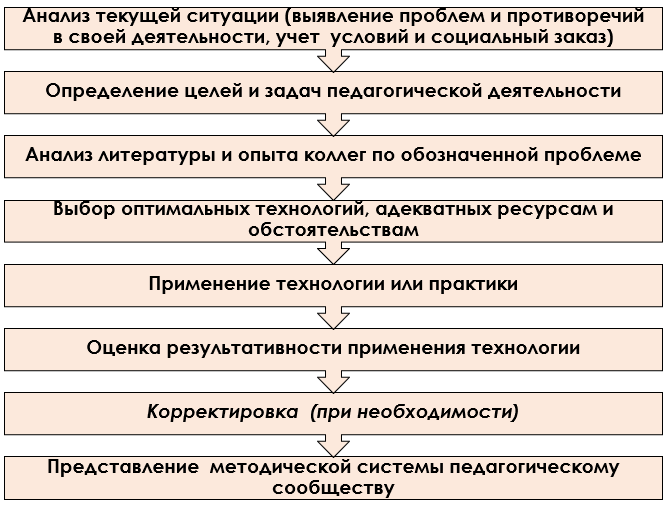 Анализ текущей ситуации (выявление проблем и противоречий
в своей деятельности, учет условий и социальный заказ)
Определение целей и задач педагогической деятельности
Анализ литературы и опыта коллег по обозначенной проблеме
Выбор оптимальных технологий, адекватных ресурсам и
обстоятельствам
Применение технологии или практики
Оценка результативности применения технологии
Корректировка (при необходимости)
Представление методической системы педагогическому
сообществу